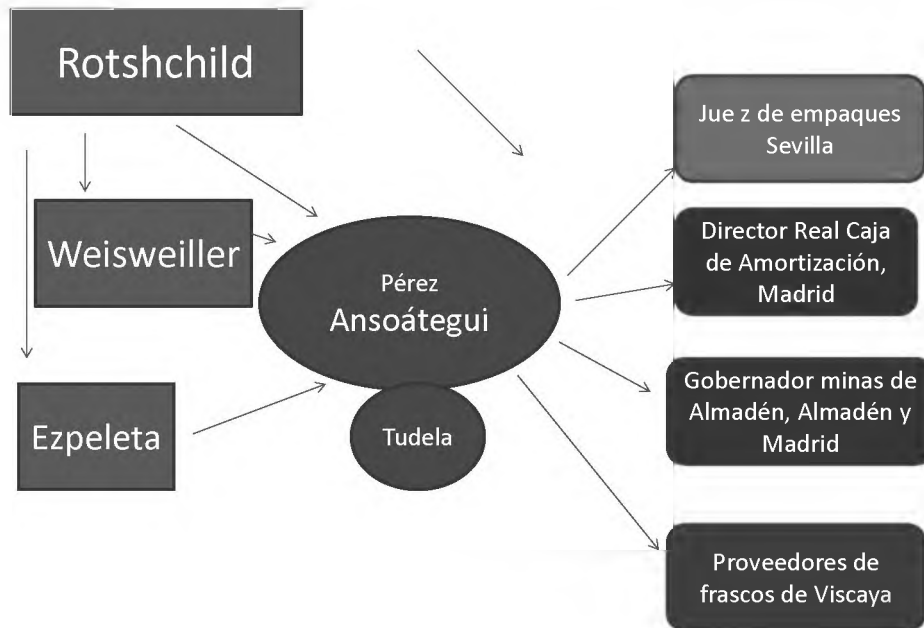 Rotshchild
Weisweiller
Ezpeleta
Pérez
Ansoátegui
Tudela
Jue z de empaques
Sevilla
Director Real Caja
de Amortización,
Madrid
Gobernador minas de
Almadén, Almadén y
Madrid
Proveedores de
frascos de Viscaya